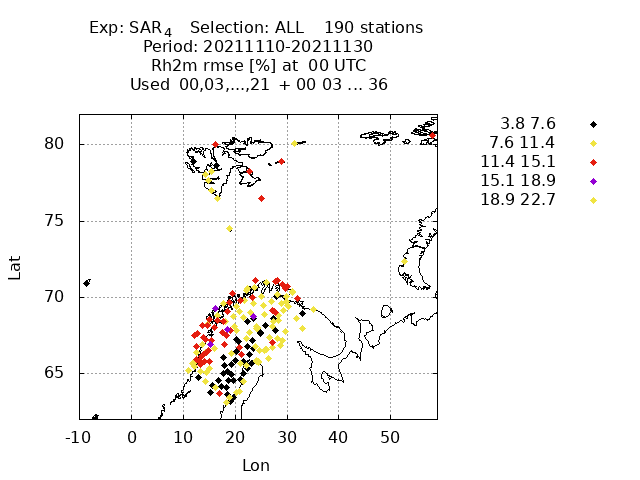 Exp: SAR4 Selection: ALL 190 stations
Period: 20211110-20211130
Rh2m rmse [%] at 00 UTC
Used 00,03,...,21 + 00 03 ... 36
3.8 7.6
7.6 11.4
11.4 15.1
15.1 18.9
18.9 22.7
80
75
70
65
Lat
-10 0 10 20 30 40 50
Lon